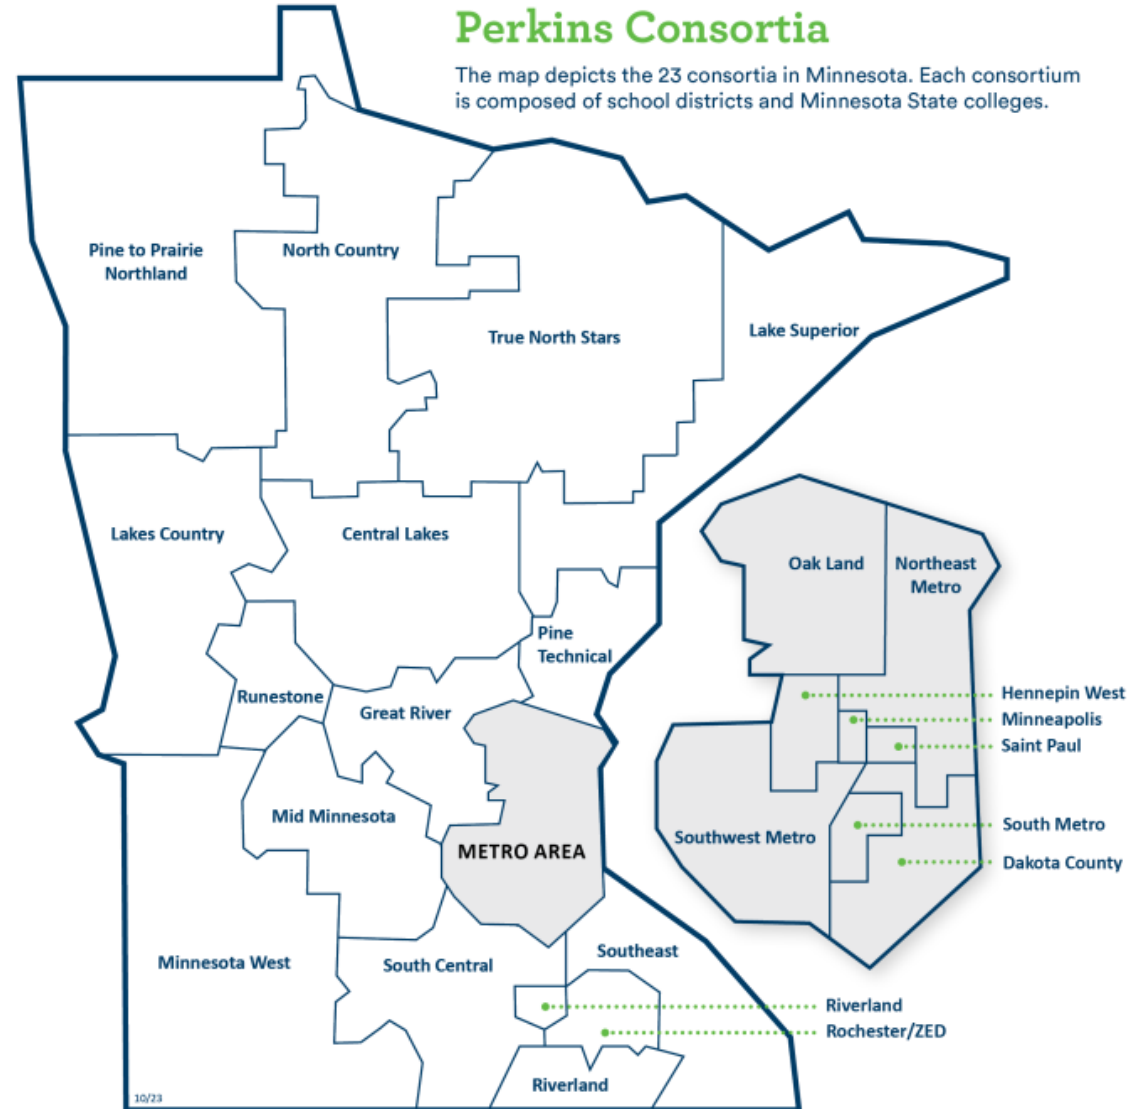 Perkins Consortia
The map depicts the 23 consortia in Minnesota. Each consortium
is composed of school districts and Minnesota State colleges.
Pine to Prairie
Northland
North Country
True North Stars
Lake Superior
Lakes Country
Central Lakes
Pine
Technical
Runestone
Great River
Mid Minnesota
METRO AREA
Minnesota West
South Central
Southeast
Riverland
Rochester/ZED
Riverland
10/23
Oak Land
Northeast
Metro
Hennepin West
Minneapolis
Saint Paul
Southwest Metro
South Metro
Dakota County